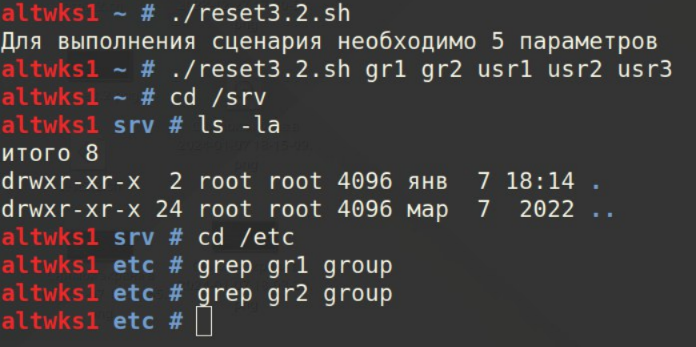 altwks1 ~ # ./reset3.2.sh
Для выполнения сценария необходимо 5 параметров
altwks1 ~ # ./reset3.2.sh gr1 gr2 usr1 usr2 usr3
altwks1 ~ # cd /srv
altwks1 srv # ls -la
итого 8
drwxr-xr-x  2 root root 4096 янв  7 18:14 .
drwxr-xr-x 24 root root 4096 мар  7  2022 ..
altwks1 srv # cd /etc
altwks1 etc # grep gr1 group
altwks1 etc # grep gr2 group
altwks1 etc #